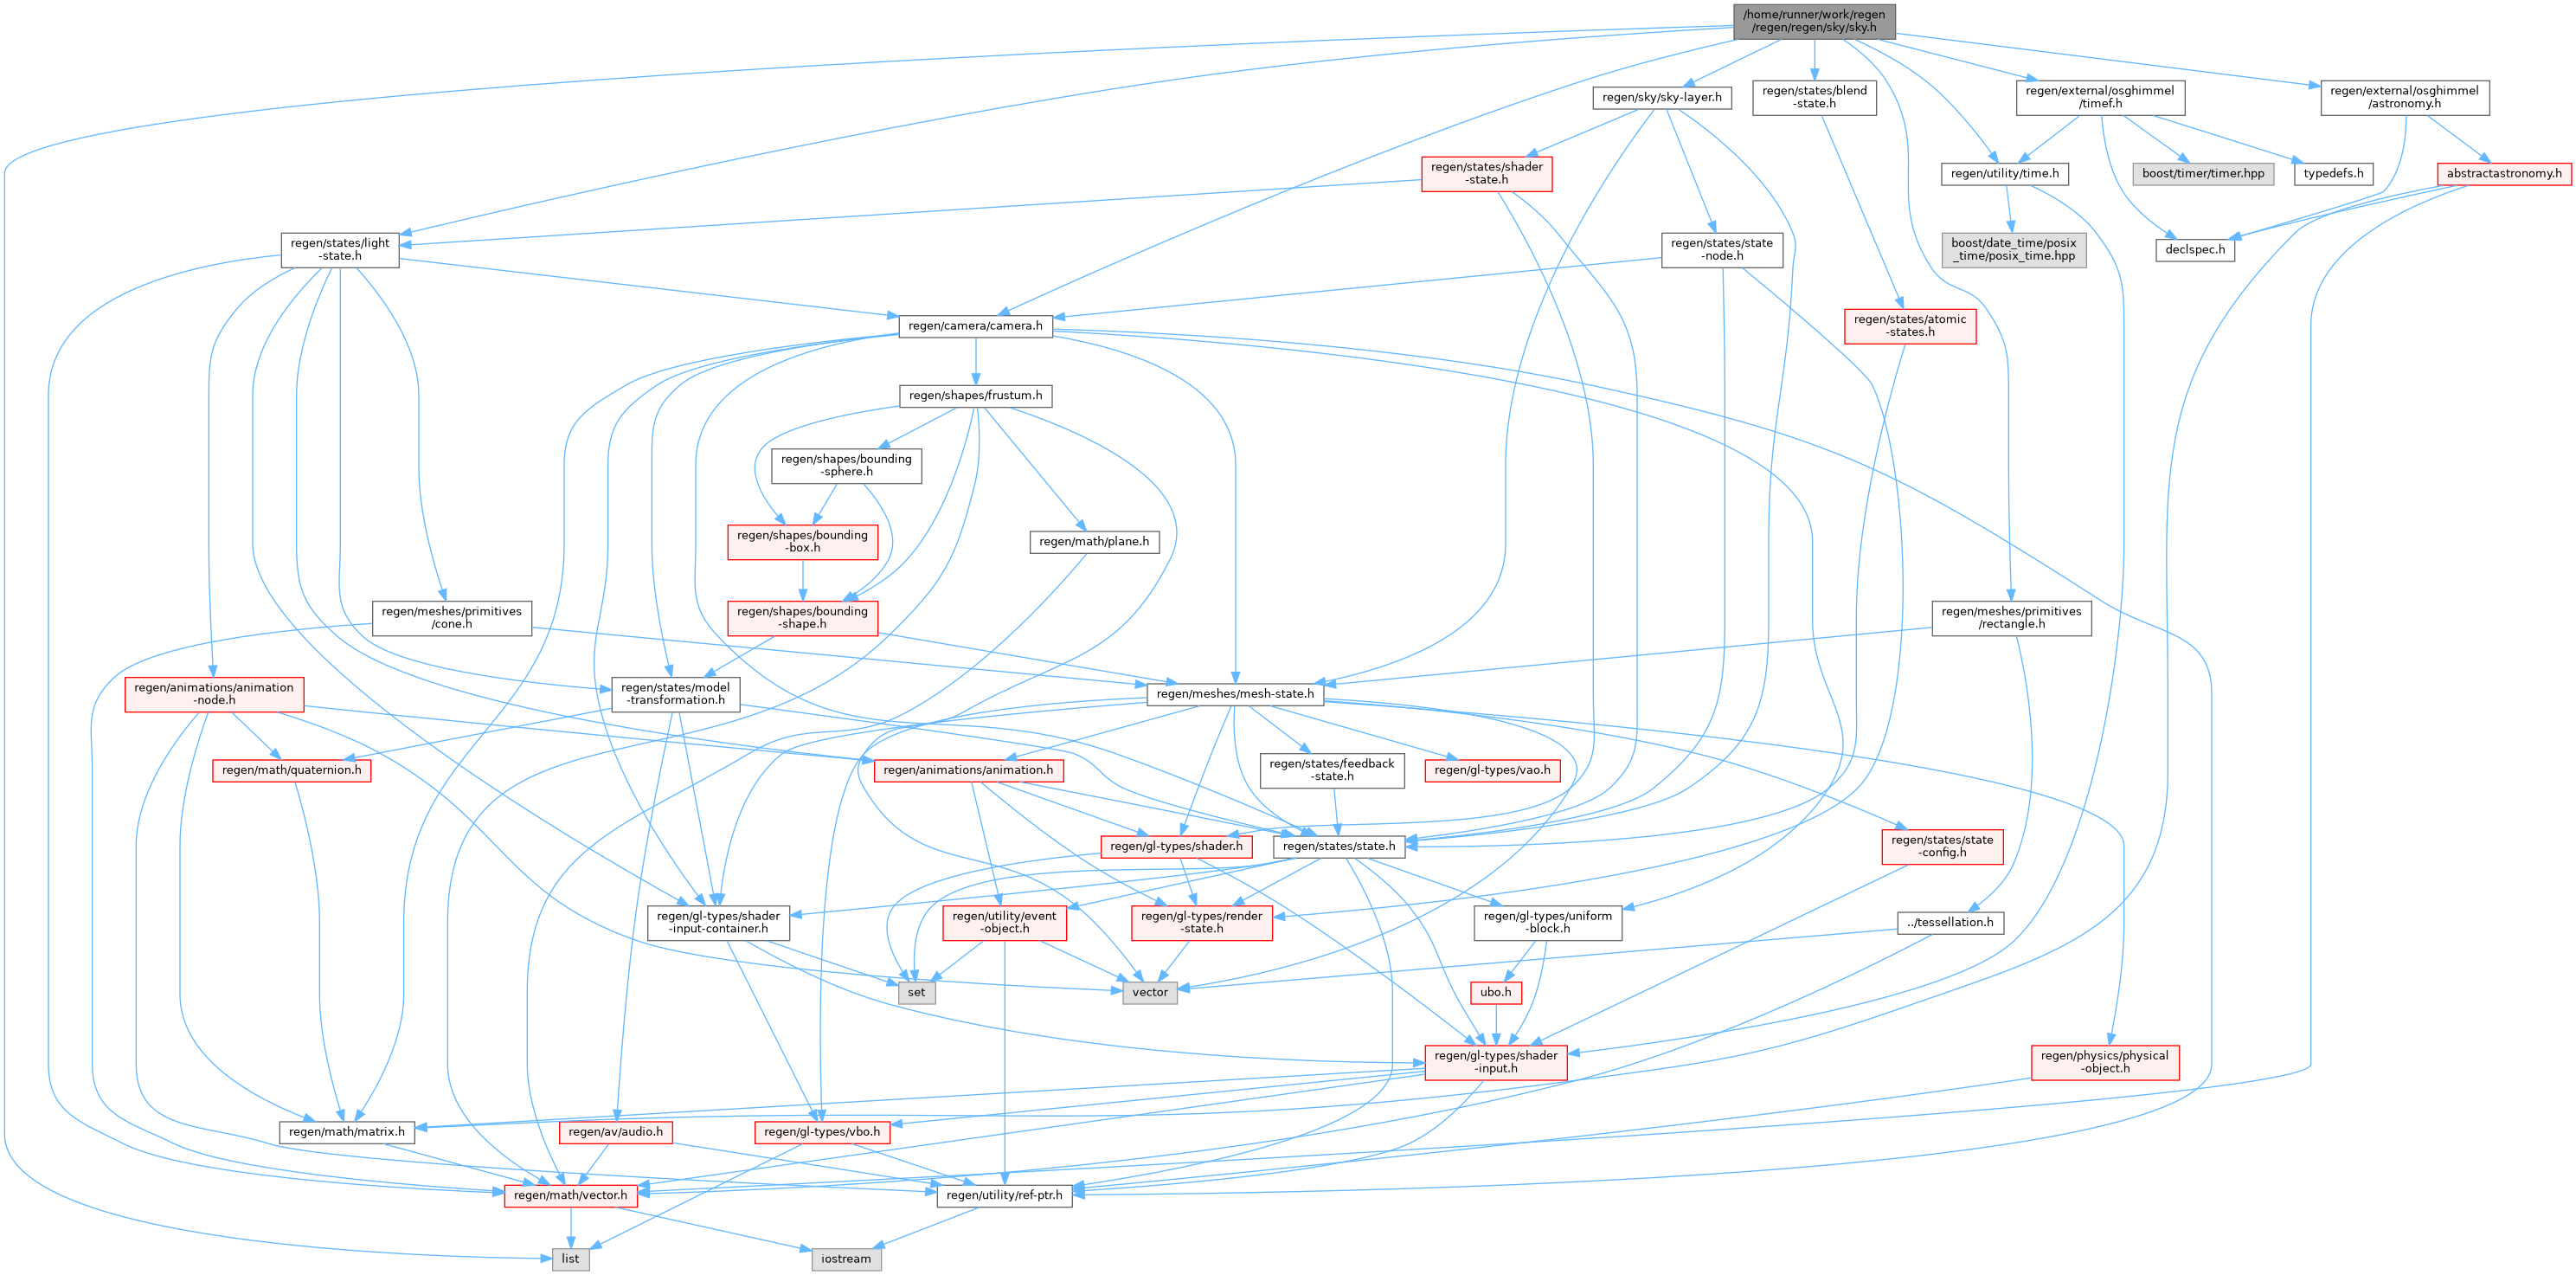 /home/runner/work/regen
/regen/regen/sky/sky.h
regen/sky/sky-layer.h
regen/states/blend
-state.h
regen/external/osghimmel
/timef.h
regen/external/osghimmel
/astronomy.h
regen/states/shader
-state.h
regen/utility/time.h
boost/timer/timer.hpp
typedefs.h
abstractastronomy.h
regen/states/light
-state.h
regen/states/state
-node.h
boost/date_time/posix
_time/posix_time.hpp
declspec.h
regen/camera/camera.h
regen/states/atomic
-states.h
regen/shapes/frustum.h
regen/shapes/bounding
-sphere.h
regen/shapes/bounding
-box.h
regen/math/plane.h
regen/meshes/primitives
/cone.h
regen/shapes/bounding
-shape.h
regen/meshes/primitives
/rectangle.h
regen/animations/animation
-node.h
regen/states/model
-transformation.h
regen/meshes/mesh-state.h
regen/math/quaternion.h
regen/animations/animation.h
regen/states/feedback
-state.h
regen/gl-types/vao.h
regen/gl-types/shader.h
regen/states/state.h
regen/states/state
-config.h
regen/gl-types/shader
-input-container.h
regen/utility/event
-object.h
regen/gl-types/render
-state.h
regen/gl-types/uniform
-block.h
../tessellation.h
set
vector
ubo.h
regen/gl-types/shader
-input.h
regen/physics/physical
-object.h
regen/math/matrix.h
regen/av/audio.h
regen/gl-types/vbo.h
regen/math/vector.h
regen/utility/ref-ptr.h
list
iostream